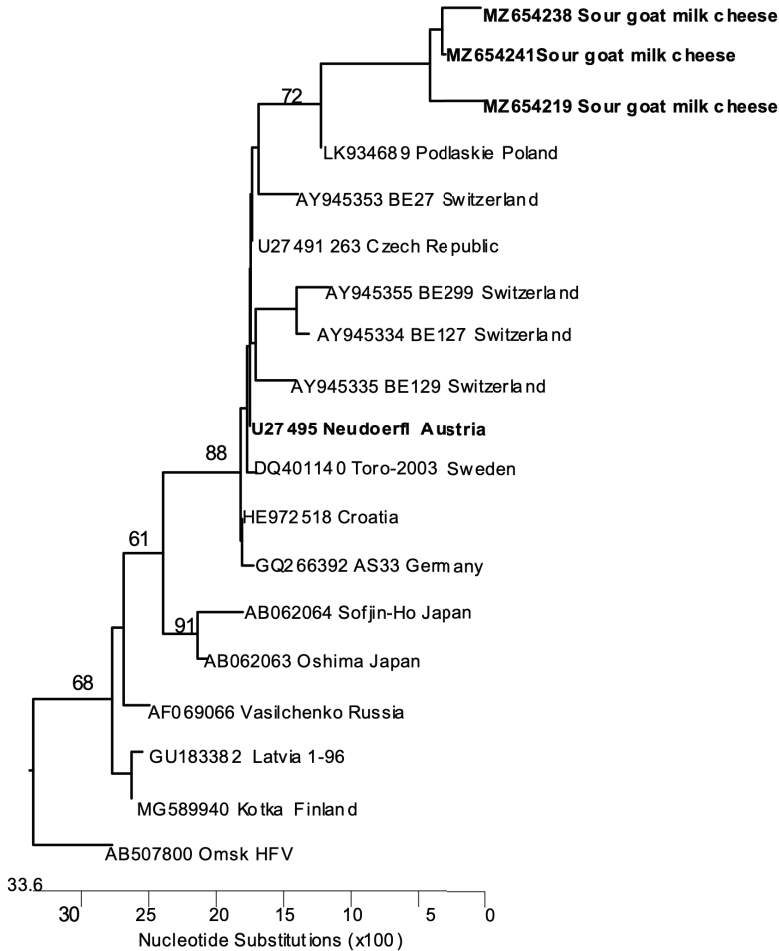 MZ654238 Sour goat milk cheese
MZ654241Sour goat milk cheese
72
MZ654219 Sour goat milk cheese
LK934689 Podlaskie Poland
AY945353 BE27 Switzerland
U27491 263 Czech Republic
AY945355 BE299 Switzerland
AY945334 BE127 Switzerland
AY945335 BE129 Switzerland
U27495 Neudoerfl Austria
88
DQ401140 Toro-2003 Sweden
HE972518 Croatia
61
GQ266392 AS33 Germany
AB062064 Sofjin-Ho Japan
91
AB062063 Oshima Japan
68
AF069066 Vasilchenko Russia
GU183382 Latvia 1-96
MG589940 Kotka Finland
AB507800 Omsk HFV
33.6
30 25 20 15 10 5 0
Nucleotide Substitutions (x100)